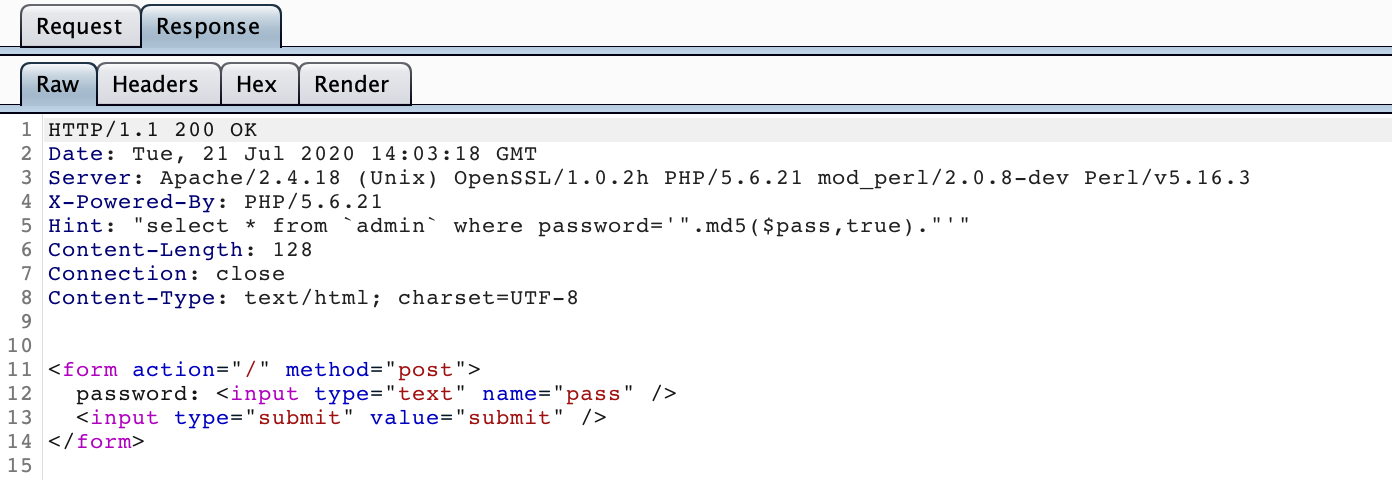 Request Response
Raw Headers Hex Render
1 HTTP/1.1 200 OK
2 Date: Tue, 21 Jul 2020 14:03:18 GMT
3 Server: Apache/2.4.18 (Unix) OpenSSL/1.0.2h PHP/5.6.21 mod_perl/2.0.8-dev Perl/v5.16.3
4 X-Powered-By: PHP/5.6.21
5 Hint: "select * from `admin` where password='".md5($pass,true)."'"
6 Content-Length: 128
7 Connection: close
8 Content-Type: text/html; charset=UTF-8
9
10
11 <form action="/" method="post">
12   password: <input type="text" name="pass" />
13   <input type="submit" value="submit" />
14 </form>
15